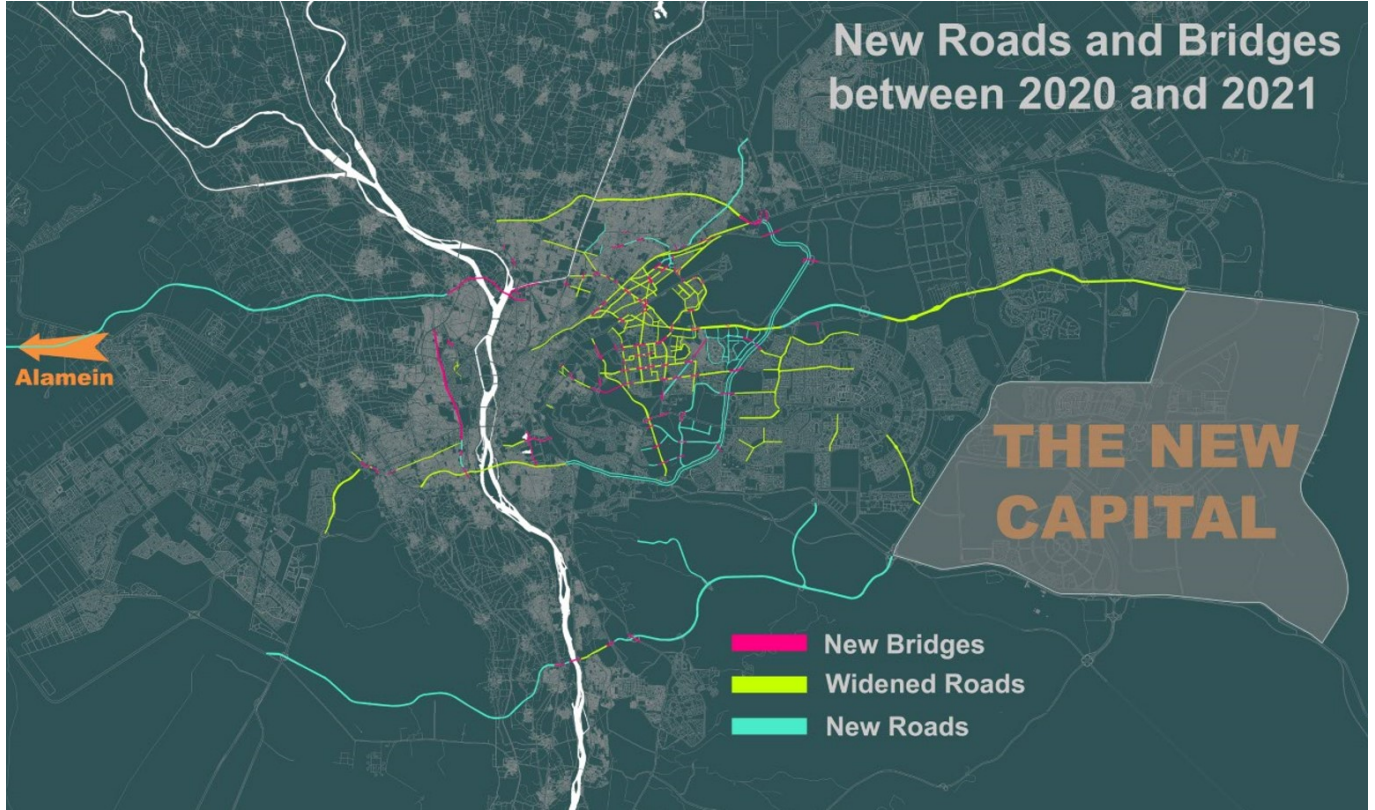 New Roads and Bridges
between 2020 and 2021
Alamein
THE NEW
CAPITAL
New Bridges
Widened Roads
New Roads